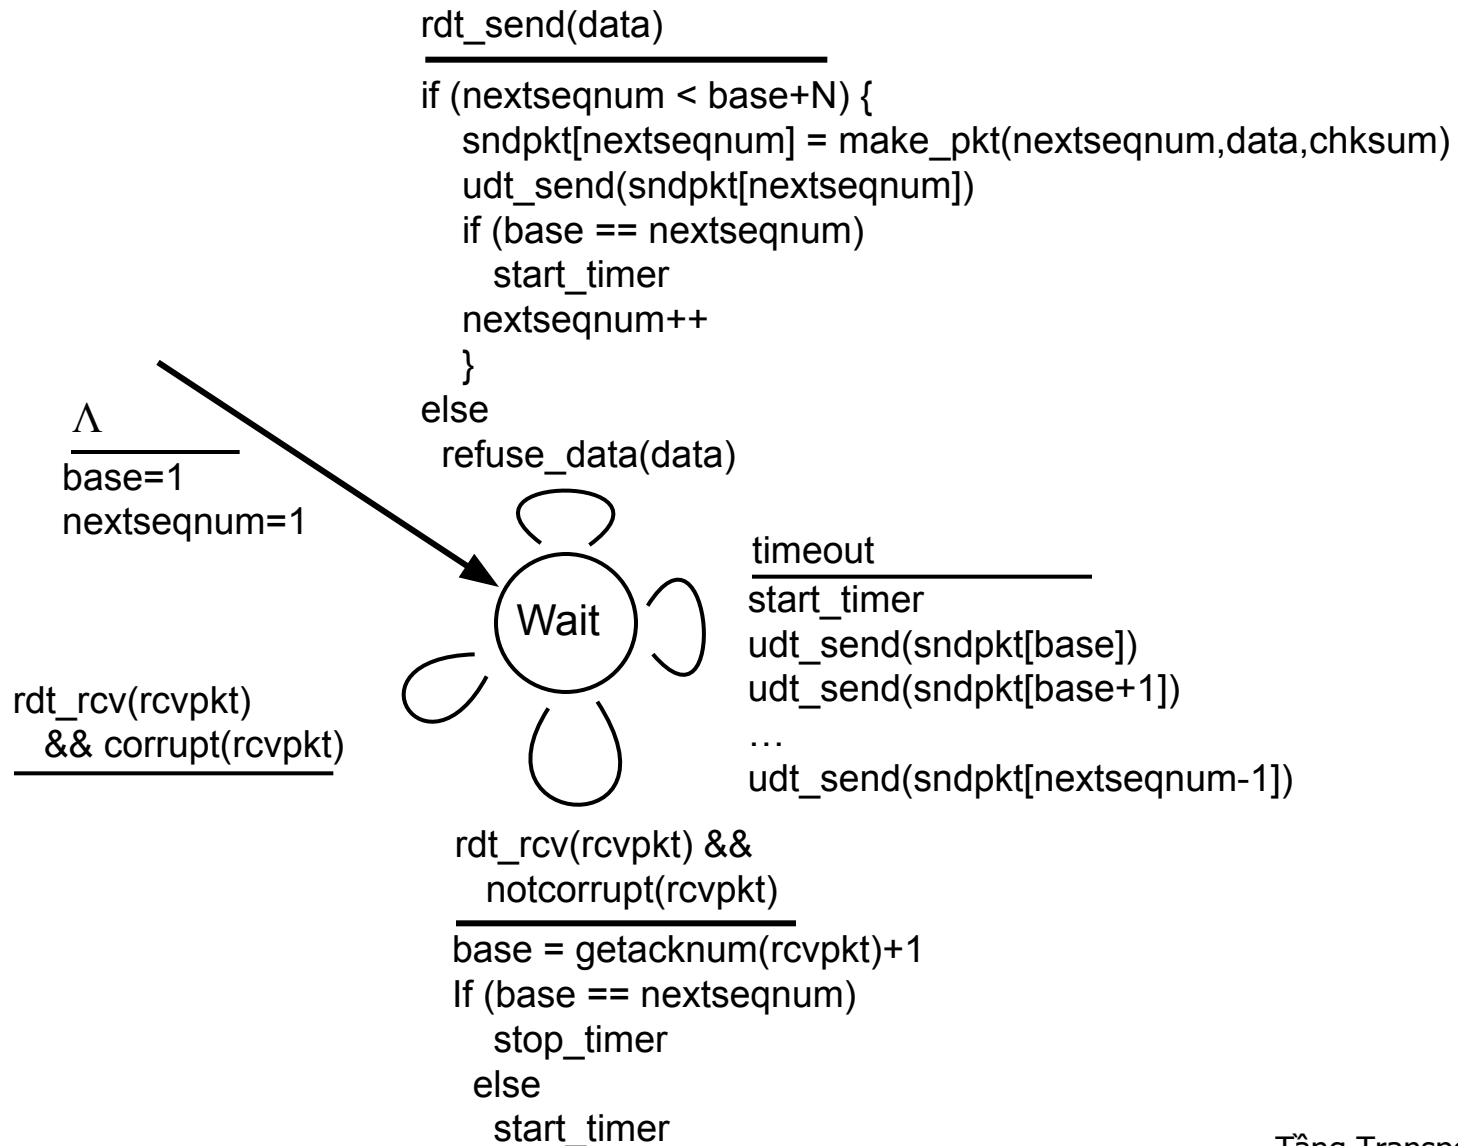 rdt_send(data)
if (nextseqnum < base+N) {
sndpkt[nextseqnum] = make_pkt(nextseqnum,data,chksum)
udt_send(sndpkt[nextseqnum])
if (base == nextseqnum)
start_timer
nextseqnum++
}
else
refuse_data(data)
Λ
base=1
nextseqnum=1
Wait
timeout
start_timer
udt_send(sndpkt[base])
udt_send(sndpkt[base+1])
…
udt_send(sndpkt[nextseqnum-1])
rdt_rcv(rcvpkt)
&& corrupt(rcvpkt)
rdt_rcv(rcvpkt) &&
notcorrupt(rcvpkt)
base = getacknum(rcvpkt)+1
If (base == nextseqnum)
stop_timer
else
start_timer
Tầng